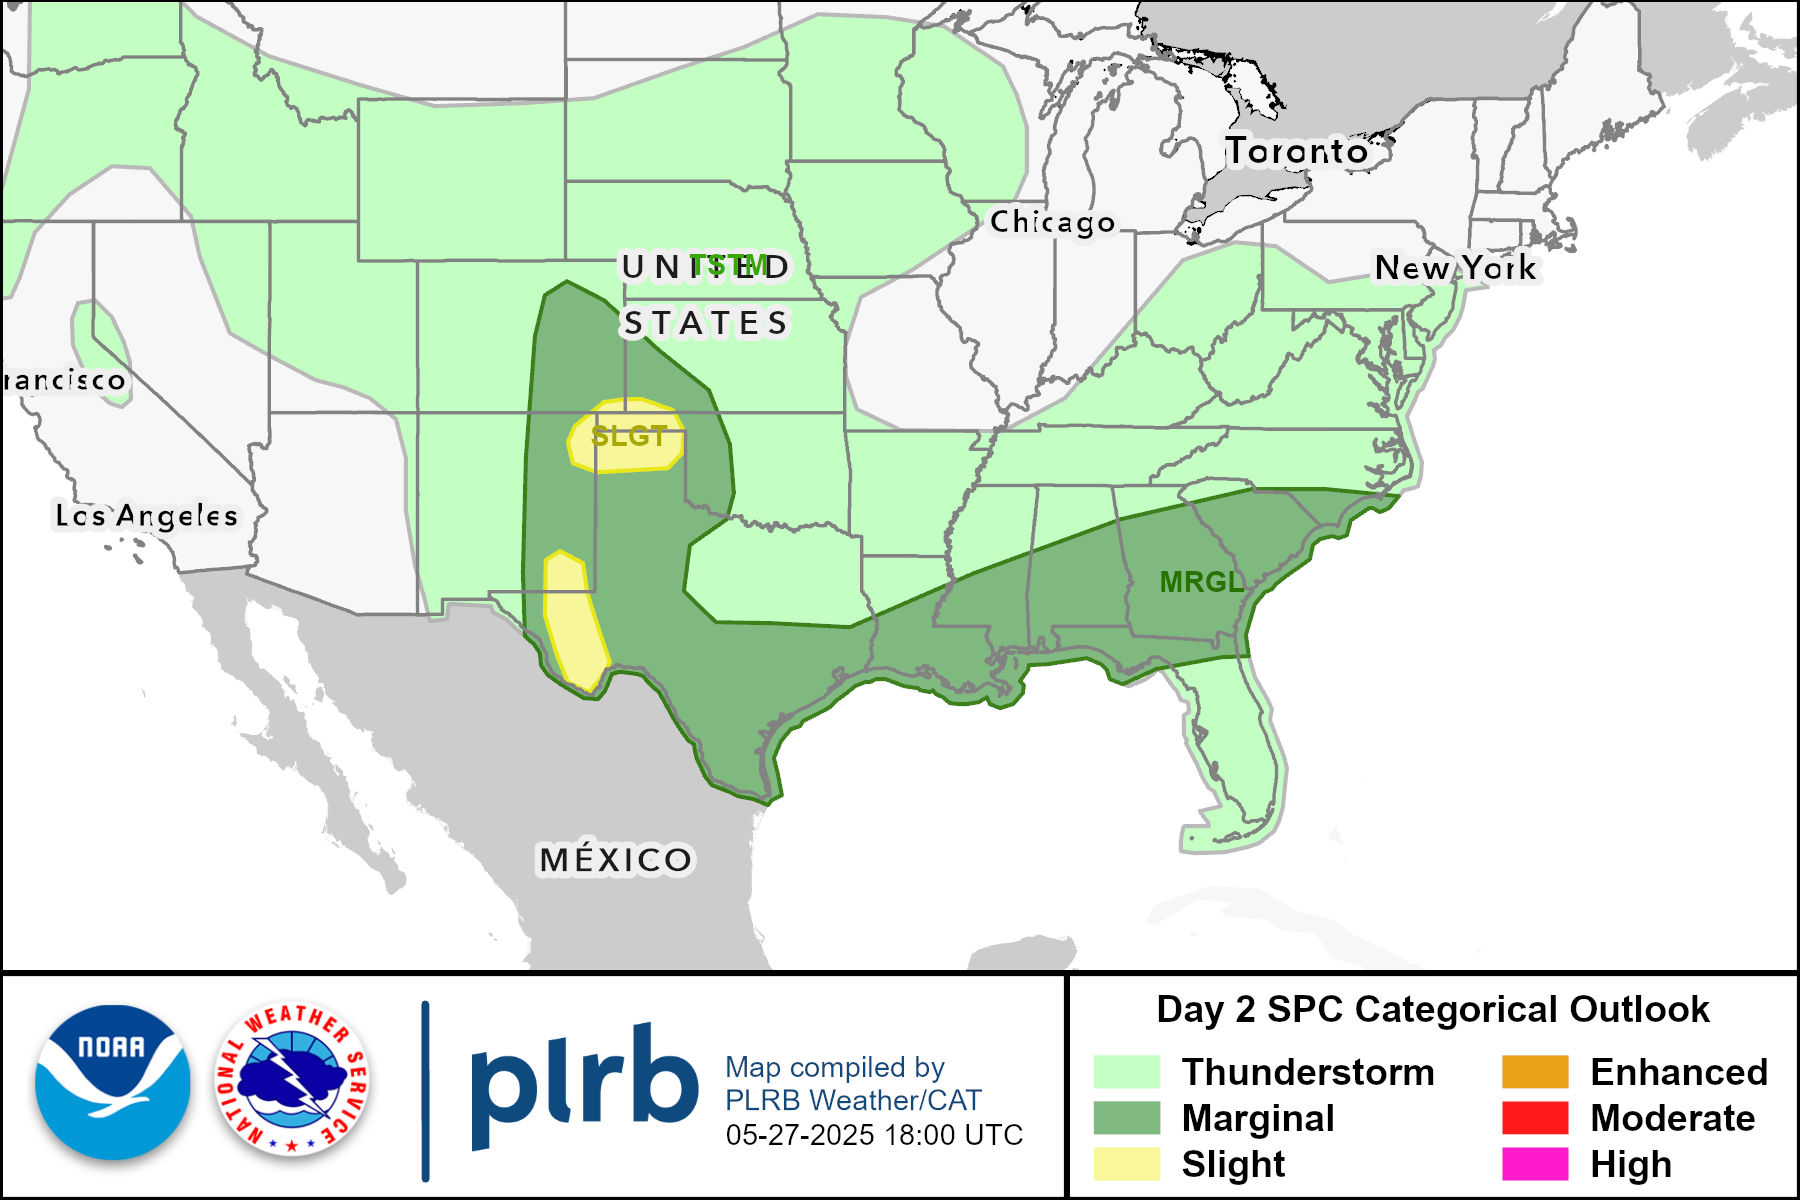 Toronto
Chicago
New York
UNITED
TSTM
STATES
rancisco
SLGT
Los Angeles
MRGL
MÉXICO
NOAA
NATIONAL WEATHER SERVICE
plrb
Map compiled by
PLRB Weather/CAT
05-27-2025 18:00 UTC
Day 2 SPC Categorical Outlook
Thunderstorm
Enhanced
Marginal
Moderate
Slight
High